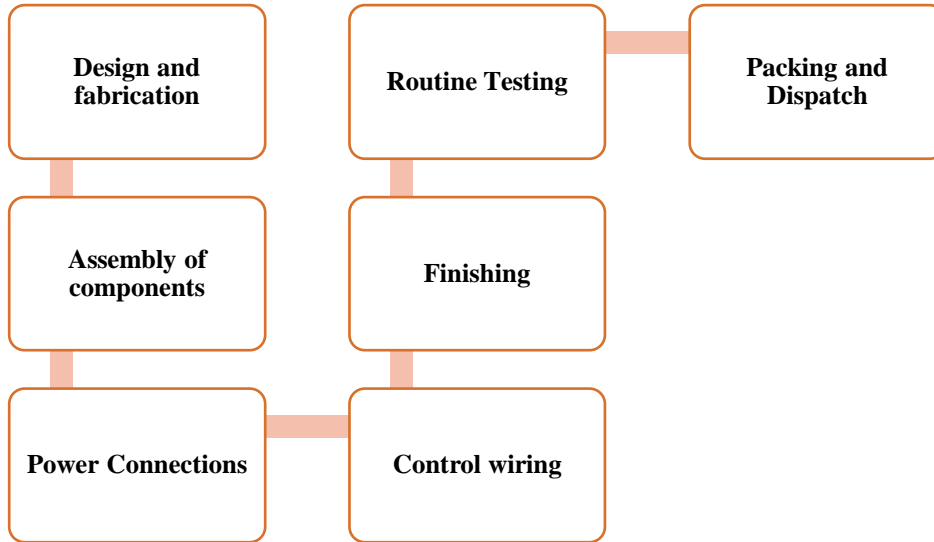 Design and
fabrication
Assembly of
components
Power Connections
Control wiring
Finishing
Routine Testing
Packing and
Dispatch